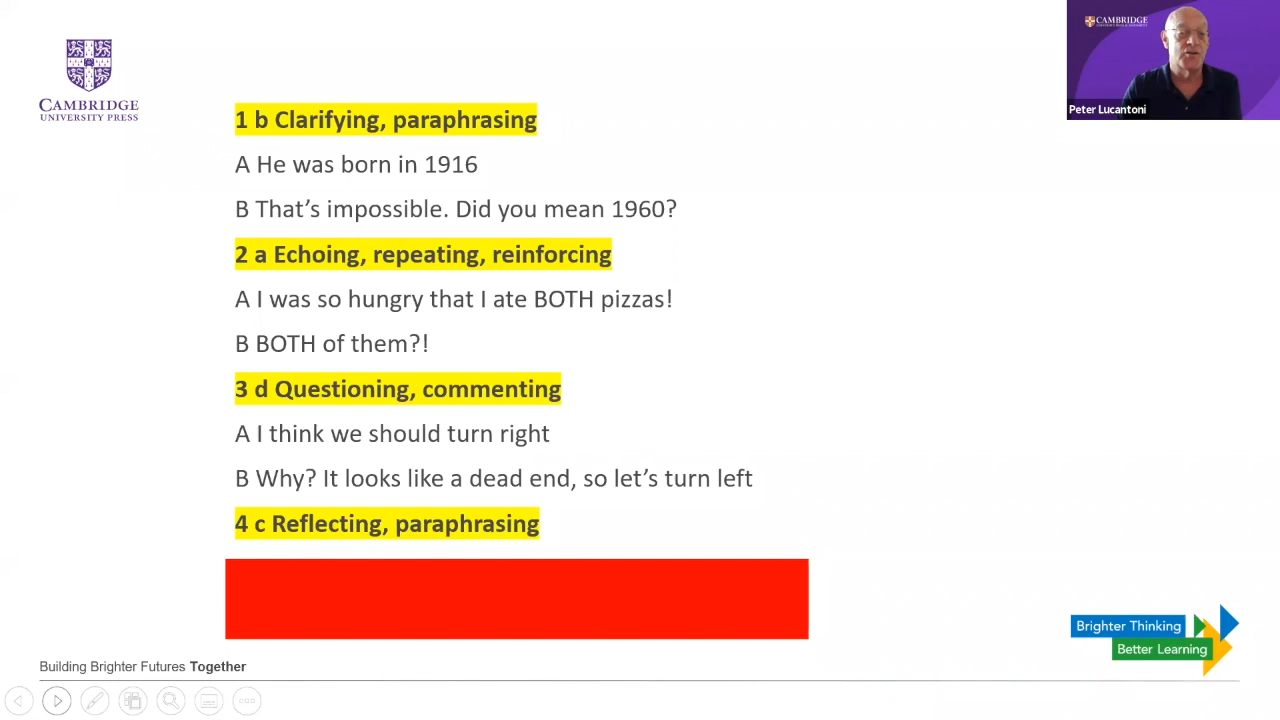 CAMBRIDGE
UNIVERSITY PRESS
CAMBRIDGE
Peter Lucantoni
1 b Clarifying, paraphrasing
A He was born in 1916
B That’s impossible. Did you mean 1960?
2 a Echoing, repeating, reinforcing
A I was so hungry that I ate BOTH pizzas!
B BOTH of them?!
3 d Questioning, commenting
A I think we should turn right
B Why? It looks like a dead end, so let’s turn left
4 c Reflecting, paraphrasing
Brighter Thinking
Better Learning
Building Brighter Futures Together